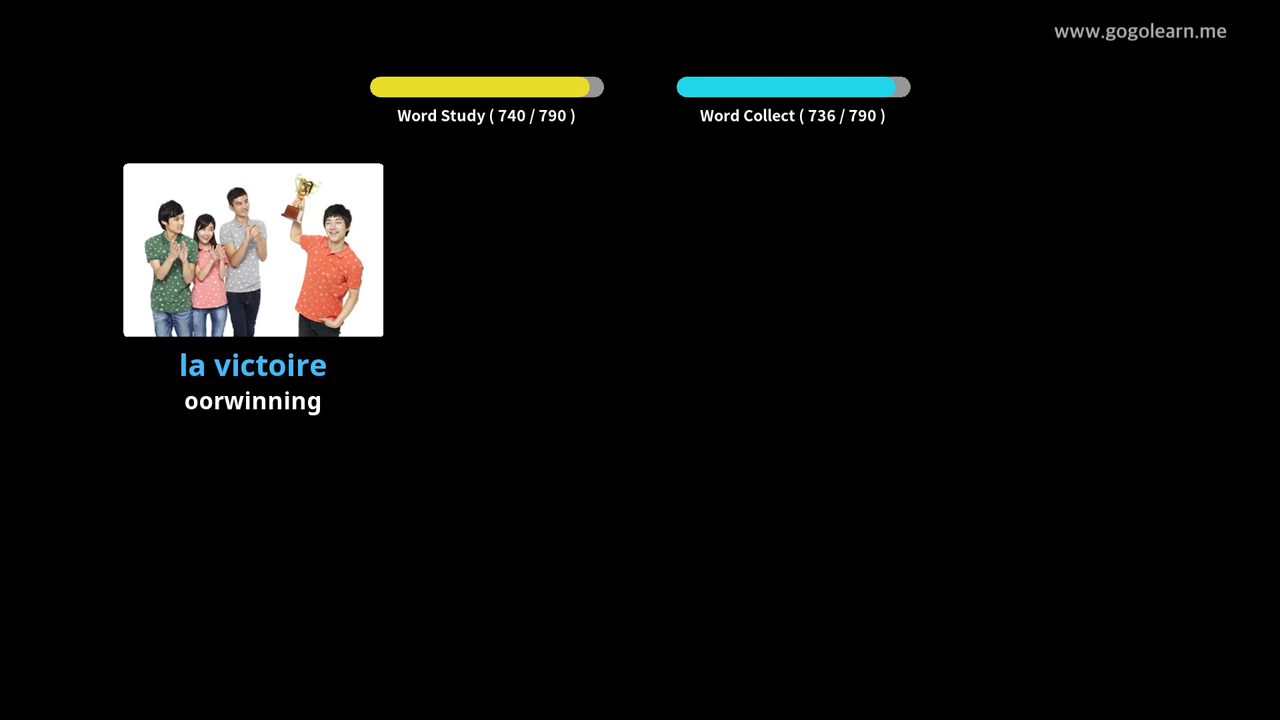 www.gogolearn.me
Word Study ( 740 / 790 )
Word Collect ( 736 / 790 )
la victoire
oorwinning